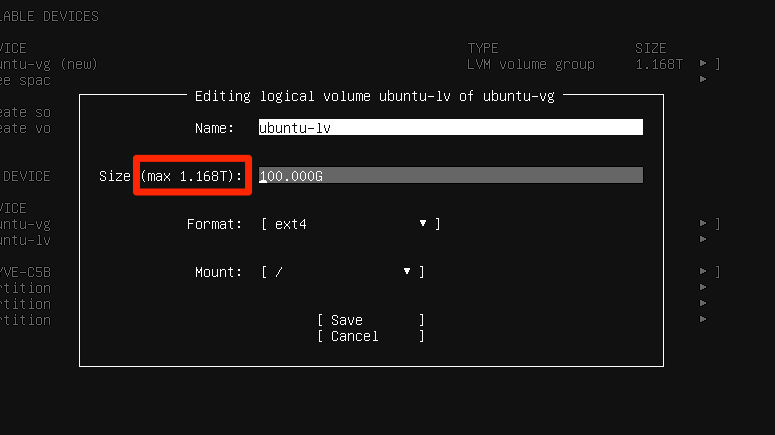 LABLE DEVICES
VICE TYPE SIZE
untu-vg (new) LVM volume group 1.168T ▶ ]
ee spac ▶
Editing logical volume ubuntu-lv of ubuntu-vg
eate so
eate vo
Name: ubuntu-lv
DEVICE
Size (max 1.168T): 100.000G
VICE
untu-vg ▶ ]
Format: [ ext4 ▼ ]
untu-lv ▶
YVE-C5B ▶ ]
Mount: [ / ▼ ]
rtition ▶
rtition ▶
rtition ▶
[ Save ]
[ Cancel ]